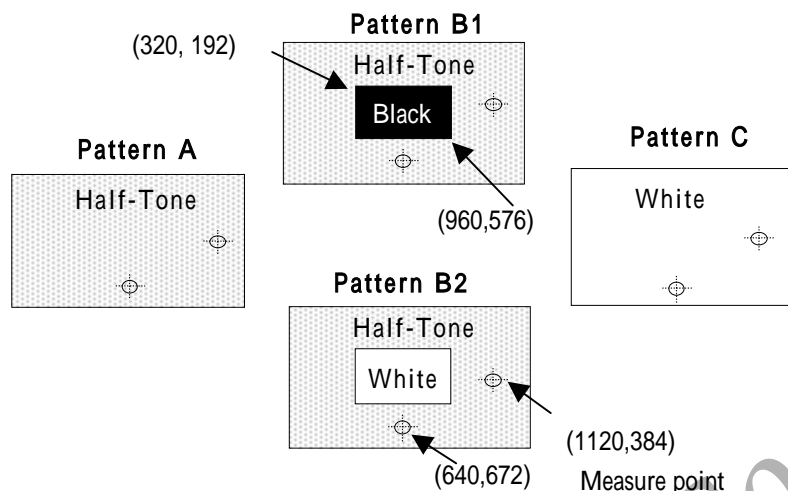 Pattern B1
(320, 192)
Half-Tone
Black
Pattern A
Half-Tone
(960,576)
Pattern C
White
Pattern B2
Half-Tone
White
(1120,384)
(640,672)
Measure point